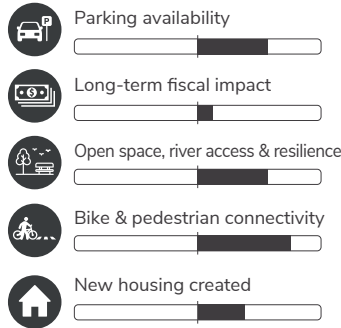 P
Parking availability
$
Long-term fiscal impact
Open space, river access & resilience
Bike & pedestrian connectivity
New housing created